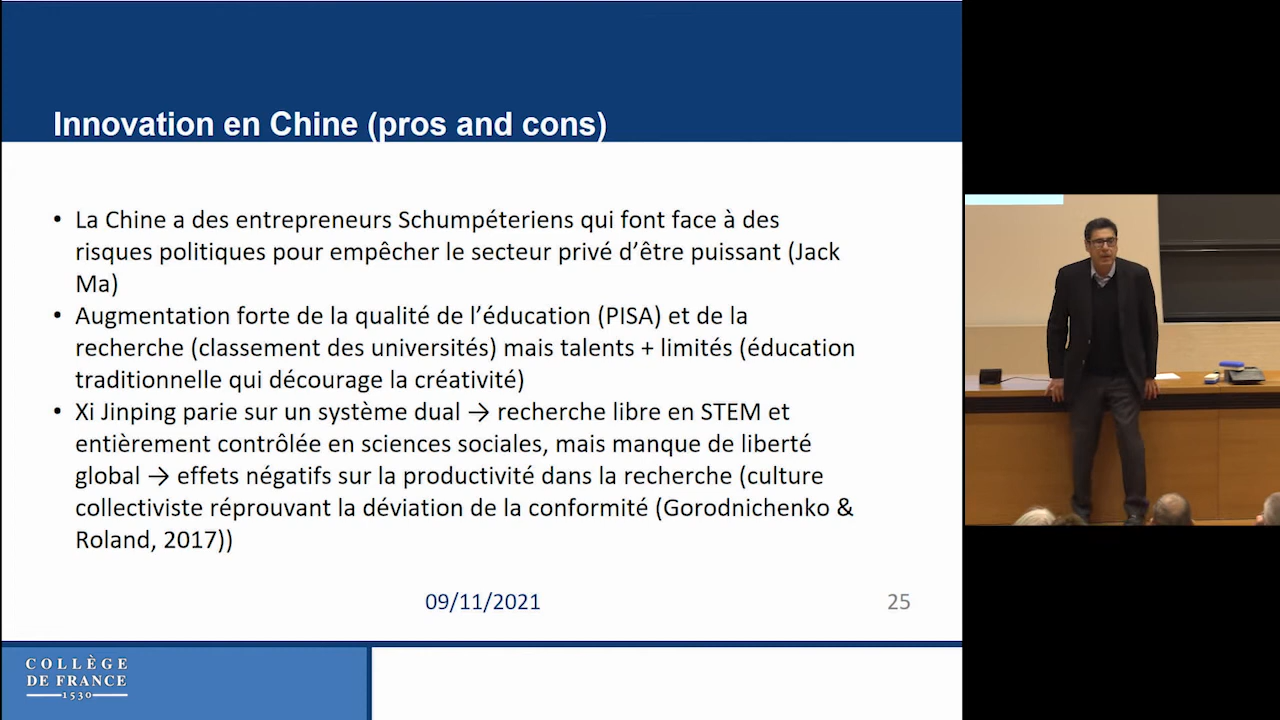 Innovation en Chine (pros and cons)
• La Chine a des entrepreneurs Schumpéteriens qui font face à des
risques politiques pour empêcher le secteur privé d’être puissant (Jack
Ma)
• Augmentation forte de la qualité de l’éducation (PISA) et de la
recherche (classement des universités) mais talents + limités (éducation
traditionnelle qui décourage la créativité)
• Xi Jinping parie sur un système dual → recherche libre en STEM et
entièrement contrôlée en sciences sociales, mais manque de liberté
global → effets négatifs sur la productivité dans la recherche (culture
collectiviste réprouvant la déviation de la conformité (Gorodnichenko &
Roland, 2017))
09/11/2021
25
COLLÈGE
DE FRANCE
1530